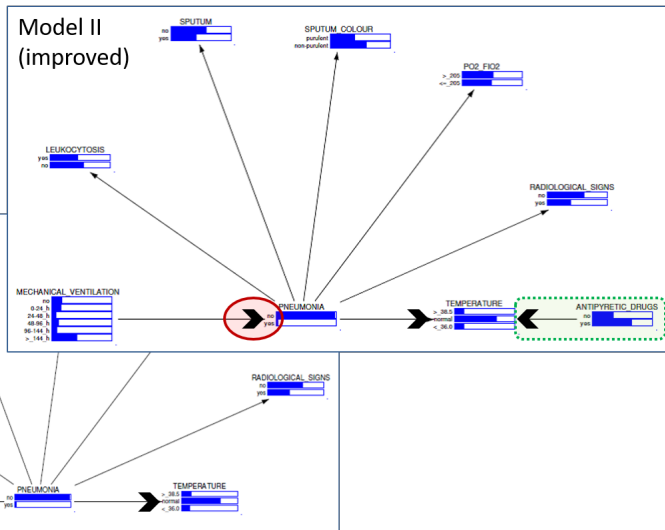 Model II
(improved)
SPUTUM
no
yes
SPUTUM_COLOUR
purulent
non-purulent
PO2_FIO2
>_205
<=_205
LEUKOCYTOSIS
yes
no
RADIOLOGICAL_SIGNS
no
yes
MECHANICAL_VENTILATION
no
0-24_h
24-48_h
48-96_h
96-144_h
>_144_h
PNEUMONIA
no
yes
TEMPERATURE
>_38.5
normal
<_36.0
ANTIPYRETIC_DRUGS
no
yes
RADIOLOGICAL_SIGNS
no
yes
PNEUMONIA
no
yes
TEMPERATURE
>_38.5
normal
<_36.0